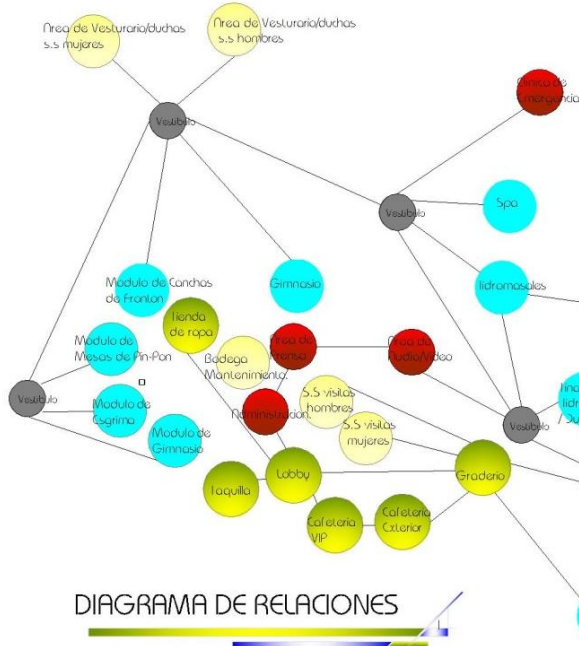 Area de Vesturario/duchas
s.s mujeres
Area de Vesturario/duchas
s.s hombres
Vestibulo
Clinica de
Emergencia
Vestibulo
Spa
Iidromasajes
Modulo de Canchas
de Fronton
Gimnasio
Tienda
de ropa
Modulo de
Mesas de Pin-Pon
Bodega
Mantenimiento.
Area de
Prensa
Area de
Audio/Video
Vestibulo
Modulo de
Esgrima
Modulo de
Gimnasio
Administracion.
S.S visitas
hombres
S.S visitas
mujeres
Vestibulo
Lobby
Graderio
Taquilla
Cafeteria
VIP
Cafeteria
Exterior
DIAGRAMA DE RELACIONES